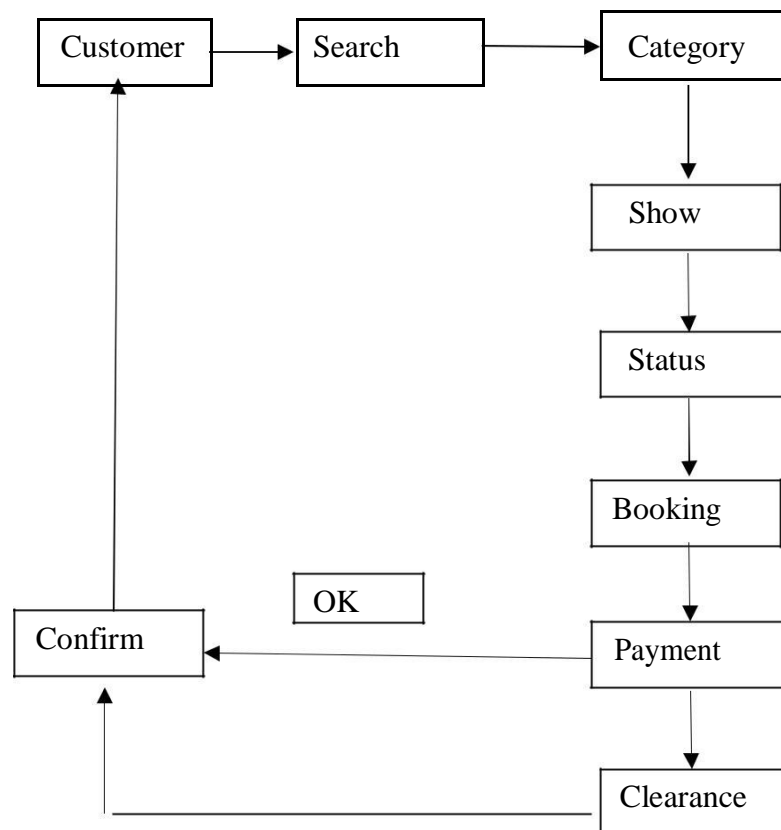 Customer
Search
Category
Show
Status
Booking
OK
Confirm
Payment
Clearance